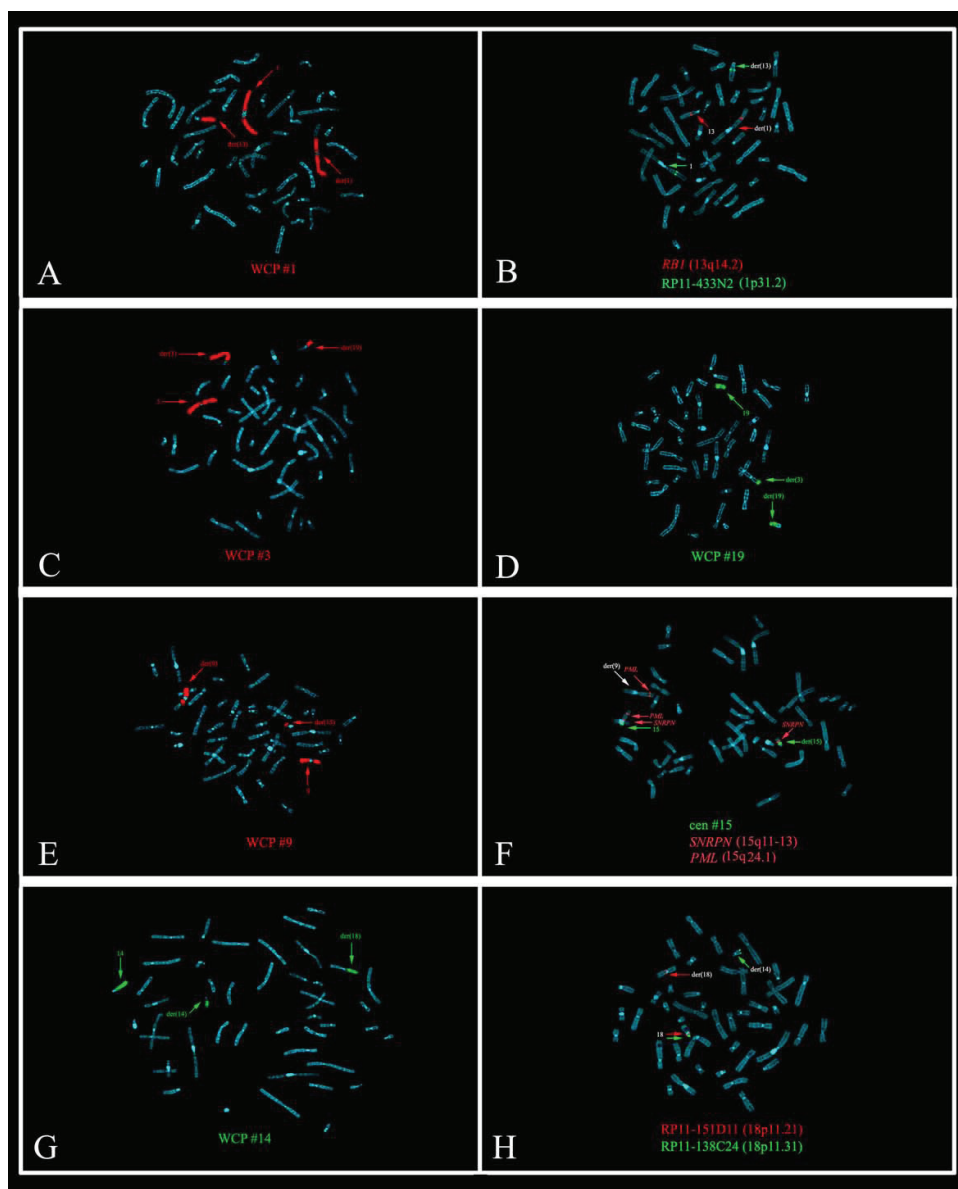 der(13)
der(1)
A
WCP #1
der(13)
13
der(1)
1
B
RB1 (13q14.2)
RP11-433N2 (1p31.2)
der(3)
der(19)
3
C
WCP #3
19
der(3)
der(19)
D
WCP #19
der(9)
der(15)
9
E
WCP #9
der(9)
PML
PML
SNRPN
15
SNRPN
der(15)
F
cen #15
SNRPN (15q11-13)
PML (15q24.1)
14
der(18)
der(14)
G
WCP #14
der(14)
der(18)
18
H
RP11-151D11 (18p11.21)
RP11-138C24 (18p11.31)